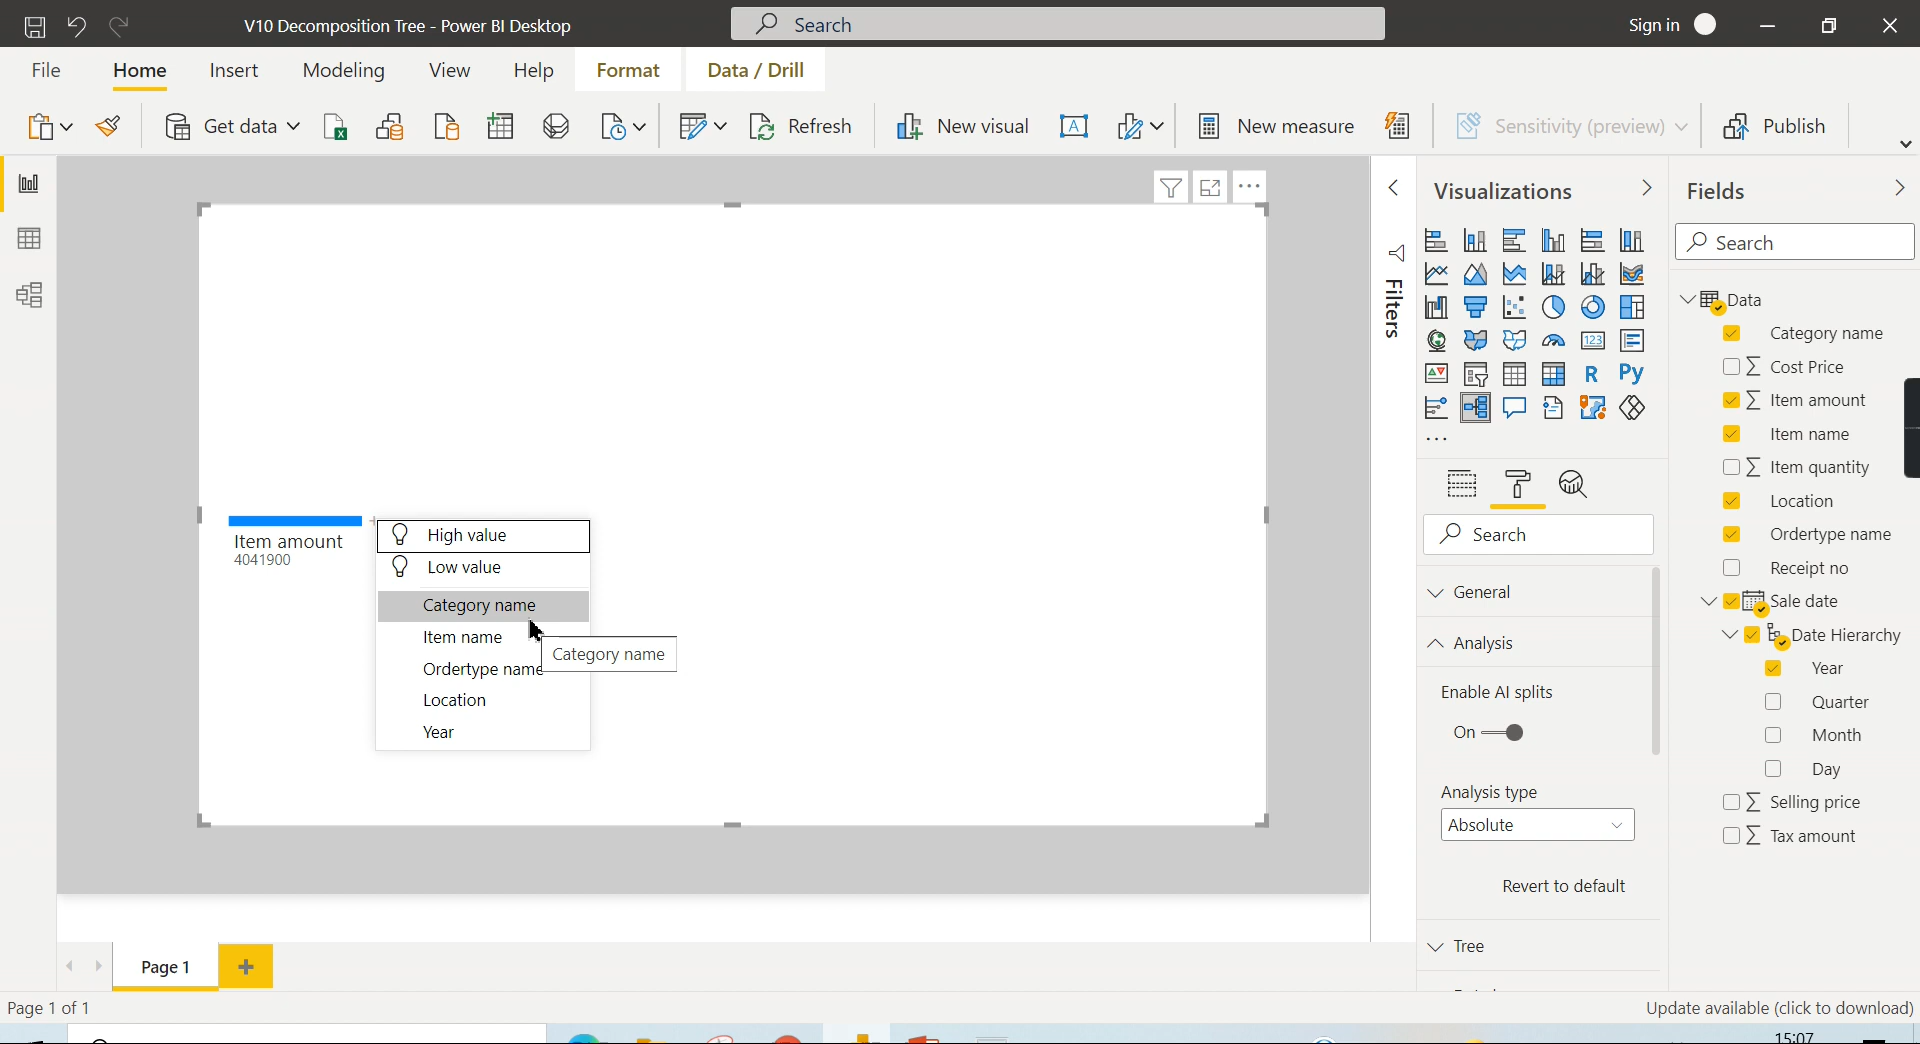 V10 Decomposition Tree - Power BI Desktop
Search
Sign in
File
Home
Insert
Modeling
View
Help
Format
Data / Drill
Get data
Refresh
New visual
New measure
Sensitivity (preview)
Publish
Item amount
4041900
High value
Low value
Category name
Item name
Ordertype name
Location
Year
Category name
Filters
Visualizations
123
R
Py
Search
General
Analysis
Enable AI splits
On
Analysis type
Absolute
Revert to default
Tree
Fields
Search
Data
Category name
Cost Price
Item amount
Item name
Item quantity
Location
Ordertype name
Receipt no
Sale date
Date Hierarchy
Year
Quarter
Month
Day
Selling price
Tax amount
Page 1
Page 1 of 1
Update available (click to download)
15:07